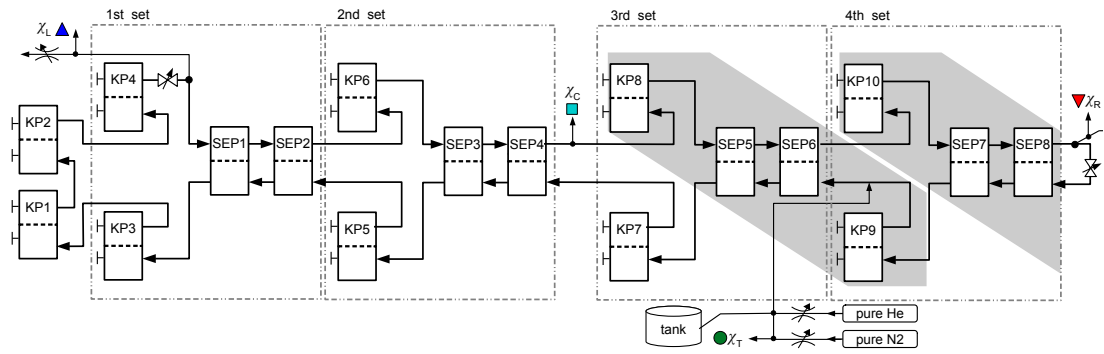 1st set
2nd set
3rd set
4th set
χL
KP4
KP6
KP8
KP10
χC
χR
KP2
SEP1
SEP2
SEP3
SEP4
SEP5
SEP6
SEP7
SEP8
KP1
KP3
KP5
KP7
KP9
tank
pure He
χT
pure N2